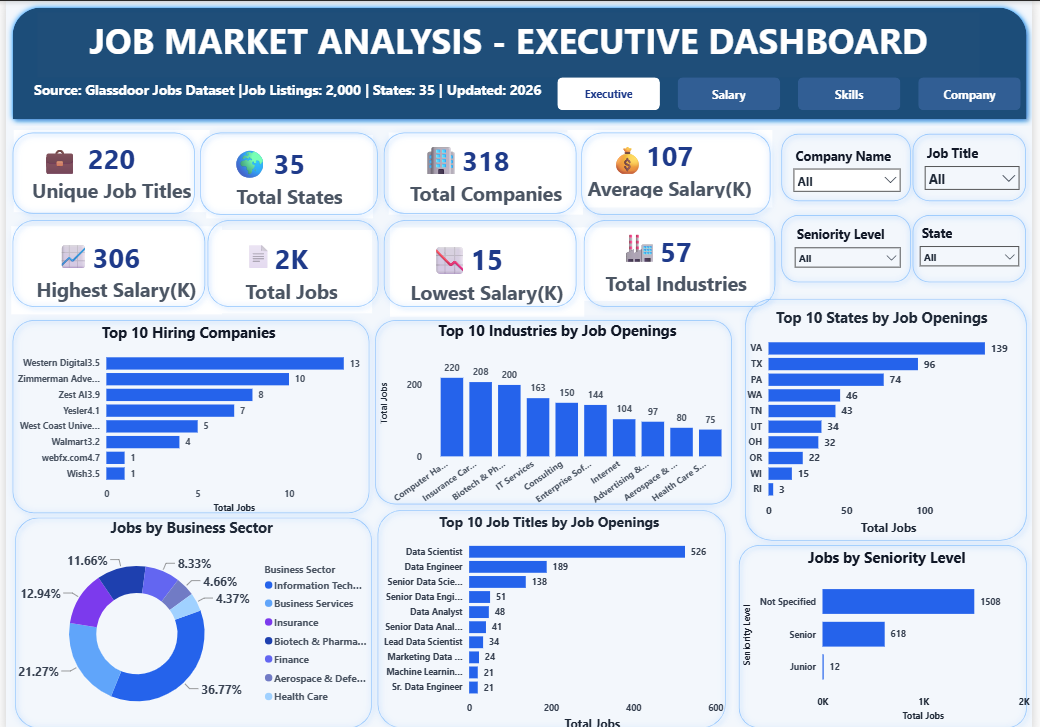 JOB MARKET ANALYSIS - EXECUTIVE DASHBOARD
Source: Glassdoor Jobs Dataset |Job Listings: 2,000 | States: 35 | Updated: 2026
Executive
Salary
Skills
Company
220
Unique Job Titles
35
Total States
318
Total Companies
107
Average Salary(K)
Company Name
All
Job Title
All
306
Highest Salary(K)
2K
Total Jobs
15
Lowest Salary(K)
57
Total Industries
Seniority Level
All
State
All
Top 10 Hiring Companies
Western Digital3.5 13
Zimmerman Adve... 10
Zest AI3.9 8
Yesler4.1 7
West Coast Unive... 5
Walmart3.2 4
webfx.com4.7 1
Wish3.5 1
0 5 10
Total Jobs
Top 10 Industries by Job Openings
Total Jobs
200
0
220 208 200 163 150 144 104 97 80 75
Computer Ha...
Insurance Car...
Biotech & Ph...
IT Services
Consulting
Enterprise Sof...
Internet
Advertising &...
Aerospace & ...
Health Care S...
Top 10 States by Job Openings
VA 139
TX 96
PA 74
WA 46
TN 43
UT 34
OH 32
OR 22
WI 15
RI 3
0 50 100
Total Jobs
Jobs by Business Sector
11.66%
8.33%
4.66%
4.37%
12.94%
21.27%
36.77%
Business Sector
Information Tech...
Business Services
Insurance
Biotech & Pharma...
Finance
Aerospace & Defe...
Health Care
Top 10 Job Titles by Job Openings
Data Scientist 526
Data Engineer 189
Senior Data Scie... 138
Senior Data Engi... 51
Data Analyst 48
Senior Data Anal... 41
Lead Data Scientist 34
Marketing Data ... 24
Machine Learnin... 21
Sr. Data Engineer 21
0 200 400 600
Total Jobs
Jobs by Seniority Level
Seniority Level
Not Specified 1508
Senior 618
Junior 12
0K 1K 2K
Total Jobs